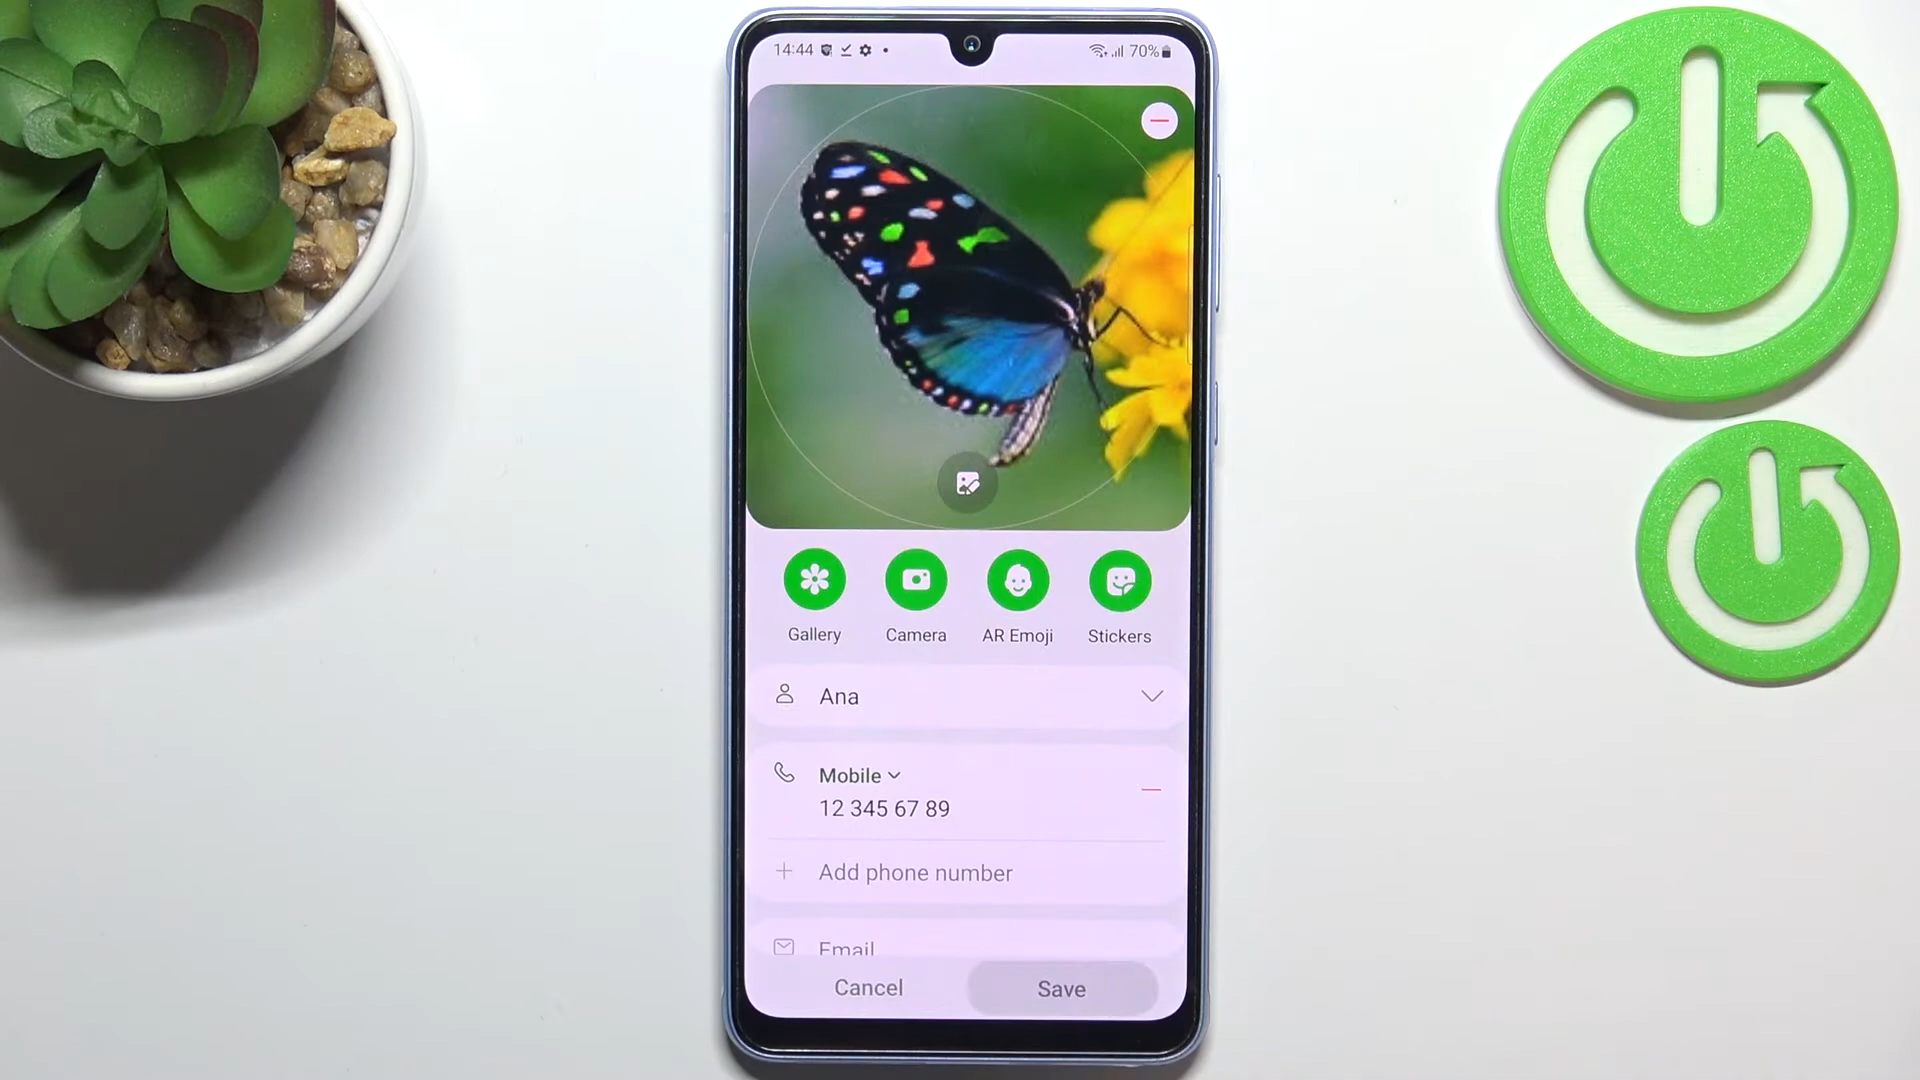 14:44 70%
Gallery Camera AR Emoji Stickers
Ana
Mobile
12 345 67 89
Add phone number
Email
Cancel Save